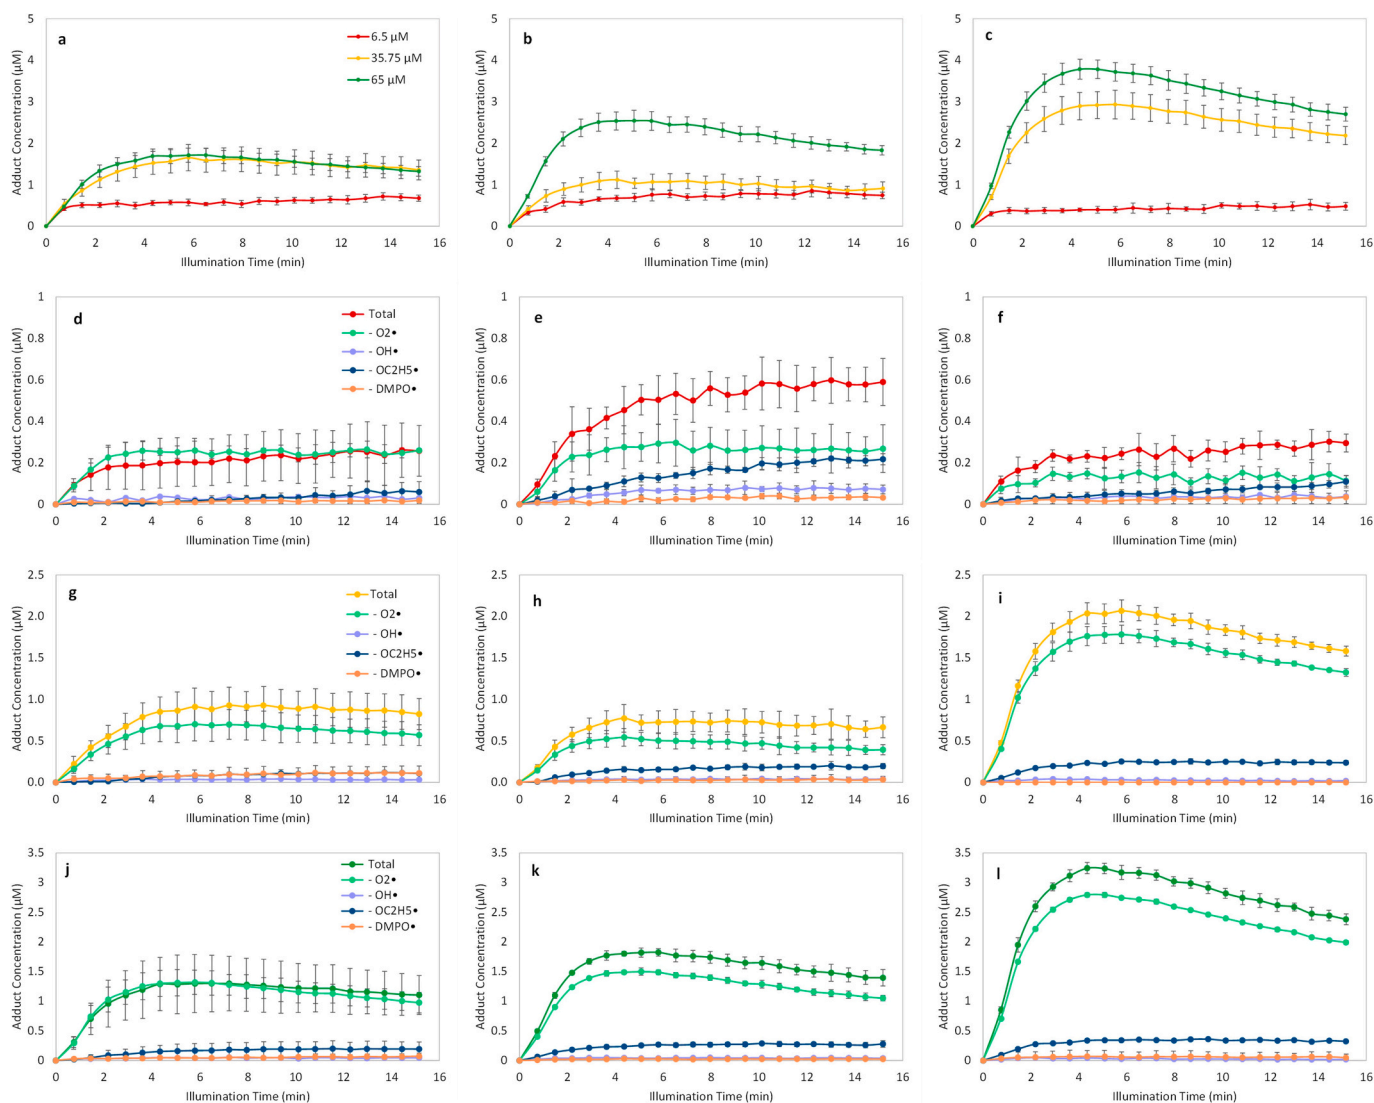 a
6.5 µM
35.75 µM
65 µM
5
4
3
2
1
0
0 2 4 6 8 10 12 14 16
Adduct Concentration (µM)
Illumination Time (min)
b
5
4
3
2
1
0
0 2 4 6 8 10 12 14 16
Adduct Concentration (µM)
Illumination Time (min)
c
5
4
3
2
1
0
0 2 4 6 8 10 12 14 16
Adduct Concentration (µM)
Illumination Time (min)
d
Total
- O2•
- OH•
- OC2H5•
- DMPO•
1
0.8
0.6
0.4
0.2
0
0 2 4 6 8 10 12 14 16
Adduct Concentration (µM)
Illumination Time (min)
e
1
0.8
0.6
0.4
0.2
0
0 2 4 6 8 10 12 14 16
Adduct Concentration (µM)
Illumination Time (min)
f
1
0.8
0.6
0.4
0.2
0
0 2 4 6 8 10 12 14 16
Adduct Concentration (µM)
Illumination Time (min)
g
Total
- O2•
- OH•
- OC2H5•
- DMPO•
2.5
2.0
1.5
1.0
0.5
0.0
0 2 4 6 8 10 12 14 16
Adduct Concentration (µM)
Illumination Time (min)
h
2.5
2.0
1.5
1.0
0.5
0.0
0 2 4 6 8 10 12 14 16
Adduct Concentration (µM)
Illumination Time (min)
i
2.5
2
1.5
1
0.5
0
0 2 4 6 8 10 12 14 16
Adduct Concentration (µM)
Illumination Time (min)
j
Total
- O2•
- OH•
- OC2H5•
- DMPO•
3.5
3
2.5
2
1.5
1
0.5
0
0 2 4 6 8 10 12 14 16
Adduct Concentration (µM)
Illumination Time (min)
k
3.5
3
2.5
2
1.5
1
0.5
0
0 2 4 6 8 10 12 14 16
Adduct Concentration (µM)
Illumination Time (min)
l
3.5
3
2.5
2
1.5
1
0.5
0
0 2 4 6 8 10 12 14 16
Adduct Concentration (µM)
Illumination Time (min)